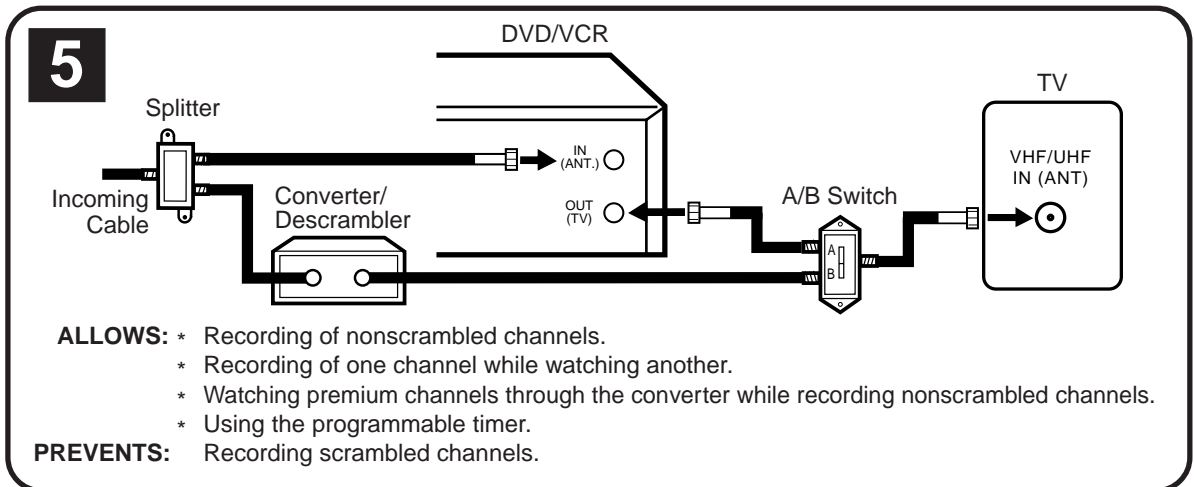 5
DVD/VCR
TV
Splitter
IN
(ANT.)
VHF/UHF
IN (ANT)
Incoming
Cable
Converter/
Descrambler
OUT
(TV)
A/B Switch
A
B
ALLOWS: * Recording of nonscrambled channels.
* Recording of one channel while watching another.
* Watching premium channels through the converter while recording nonscrambled channels.
* Using the programmable timer.
PREVENTS: Recording scrambled channels.